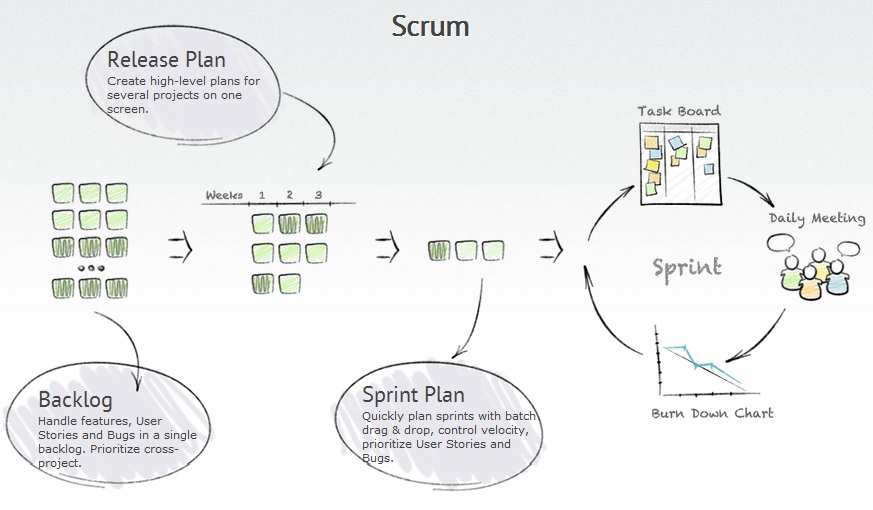 Scrum
Release Plan
Create high-level plans for
several projects on one
screen.
Task Board
Weeks 1 2 3
Daily Meeting
Sprint
Backlog
Handle features, User
Stories and Bugs in a single
backlog. Prioritize cross-
project.
Sprint Plan
Quickly plan sprints with batch
drag & drop, control velocity,
prioritize User Stories and
Bugs.
Burn Down Chart